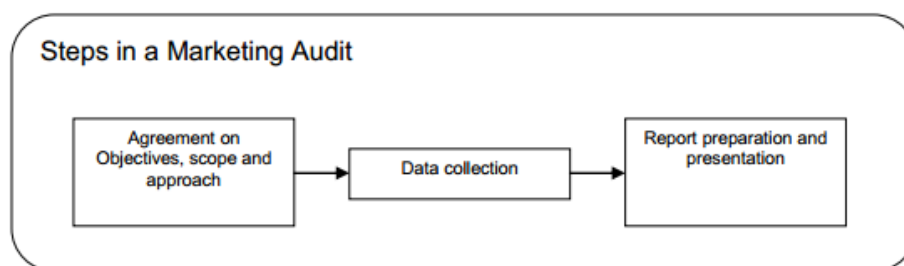 Steps in a Marketing Audit
Agreement on
Objectives, scope and
approach
Data collection
Report preparation and
presentation